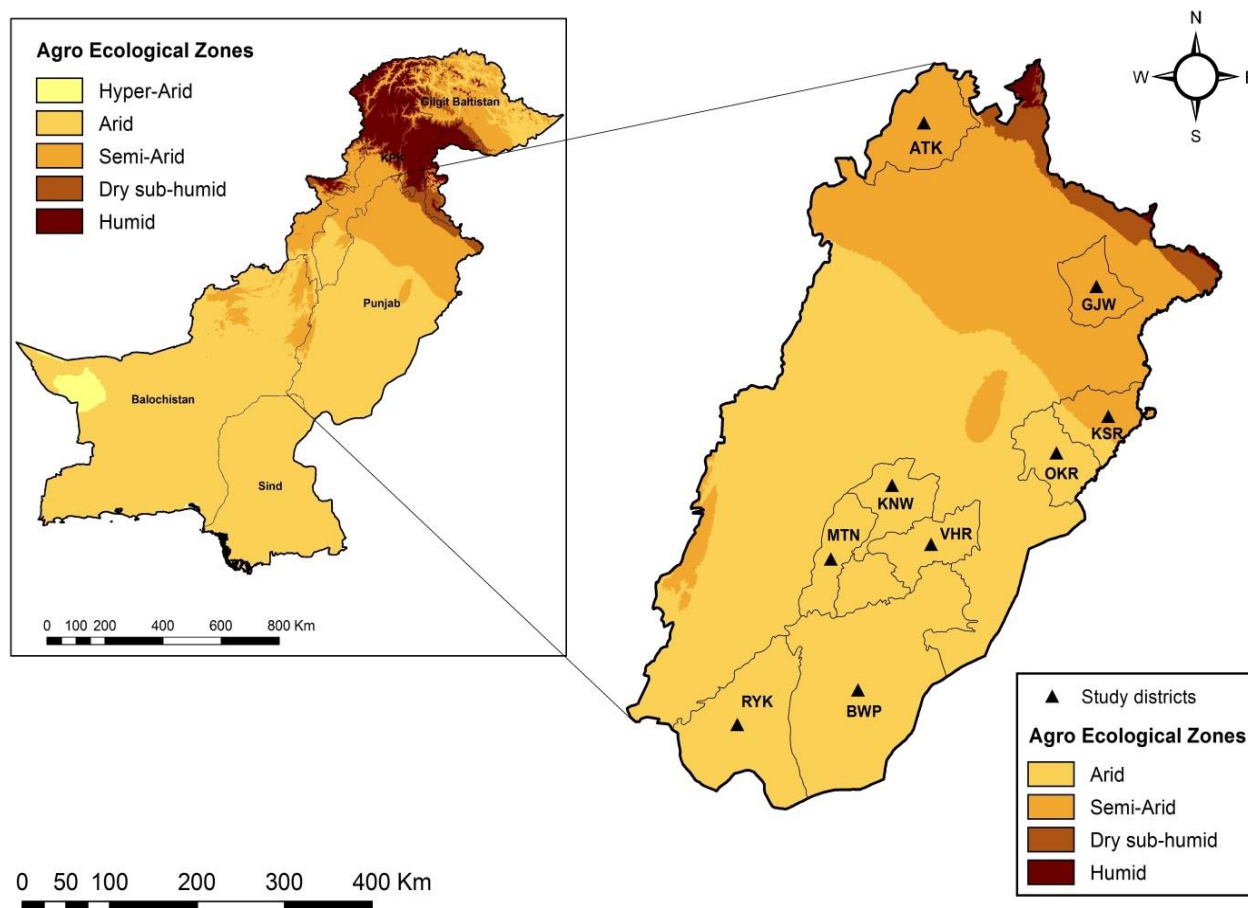 Agro Ecological Zones
Hyper-Arid
Arid
Semi-Arid
Dry sub-humid
Humid
Gilgit Baltistan
KPK
Punjab
Balochistan
Sind
0 100 200 400 600 800 Km
N
W E
S
ATK
GJW
KSR
OKR
KNW
MTN
VHR
RYK
BWP
Study districts
Agro Ecological Zones
Arid
Semi-Arid
Dry sub-humid
Humid
0 50 100 200 300 400 Km